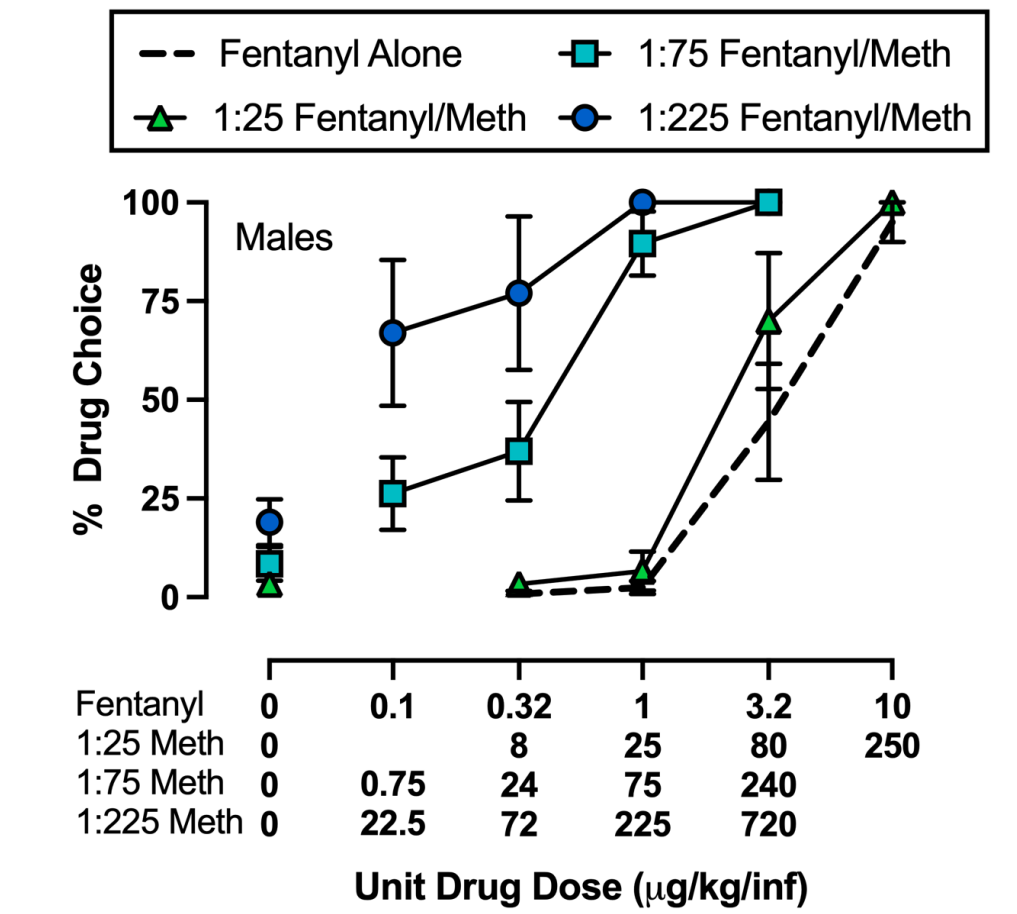 Fentanyl Alone 1:75 Fentanyl/Meth
1:25 Fentanyl/Meth 1:225 Fentanyl/Meth
100
Males
75
50
25
0
% Drug Choice
Fentanyl 0 0.1 0.32 1 3.2 10
1:25 Meth 0 8 25 80 250
1:75 Meth 0 0.75 24 75 240
1:225 Meth 0 22.5 72 225 720
Unit Drug Dose (μg/kg/inf)